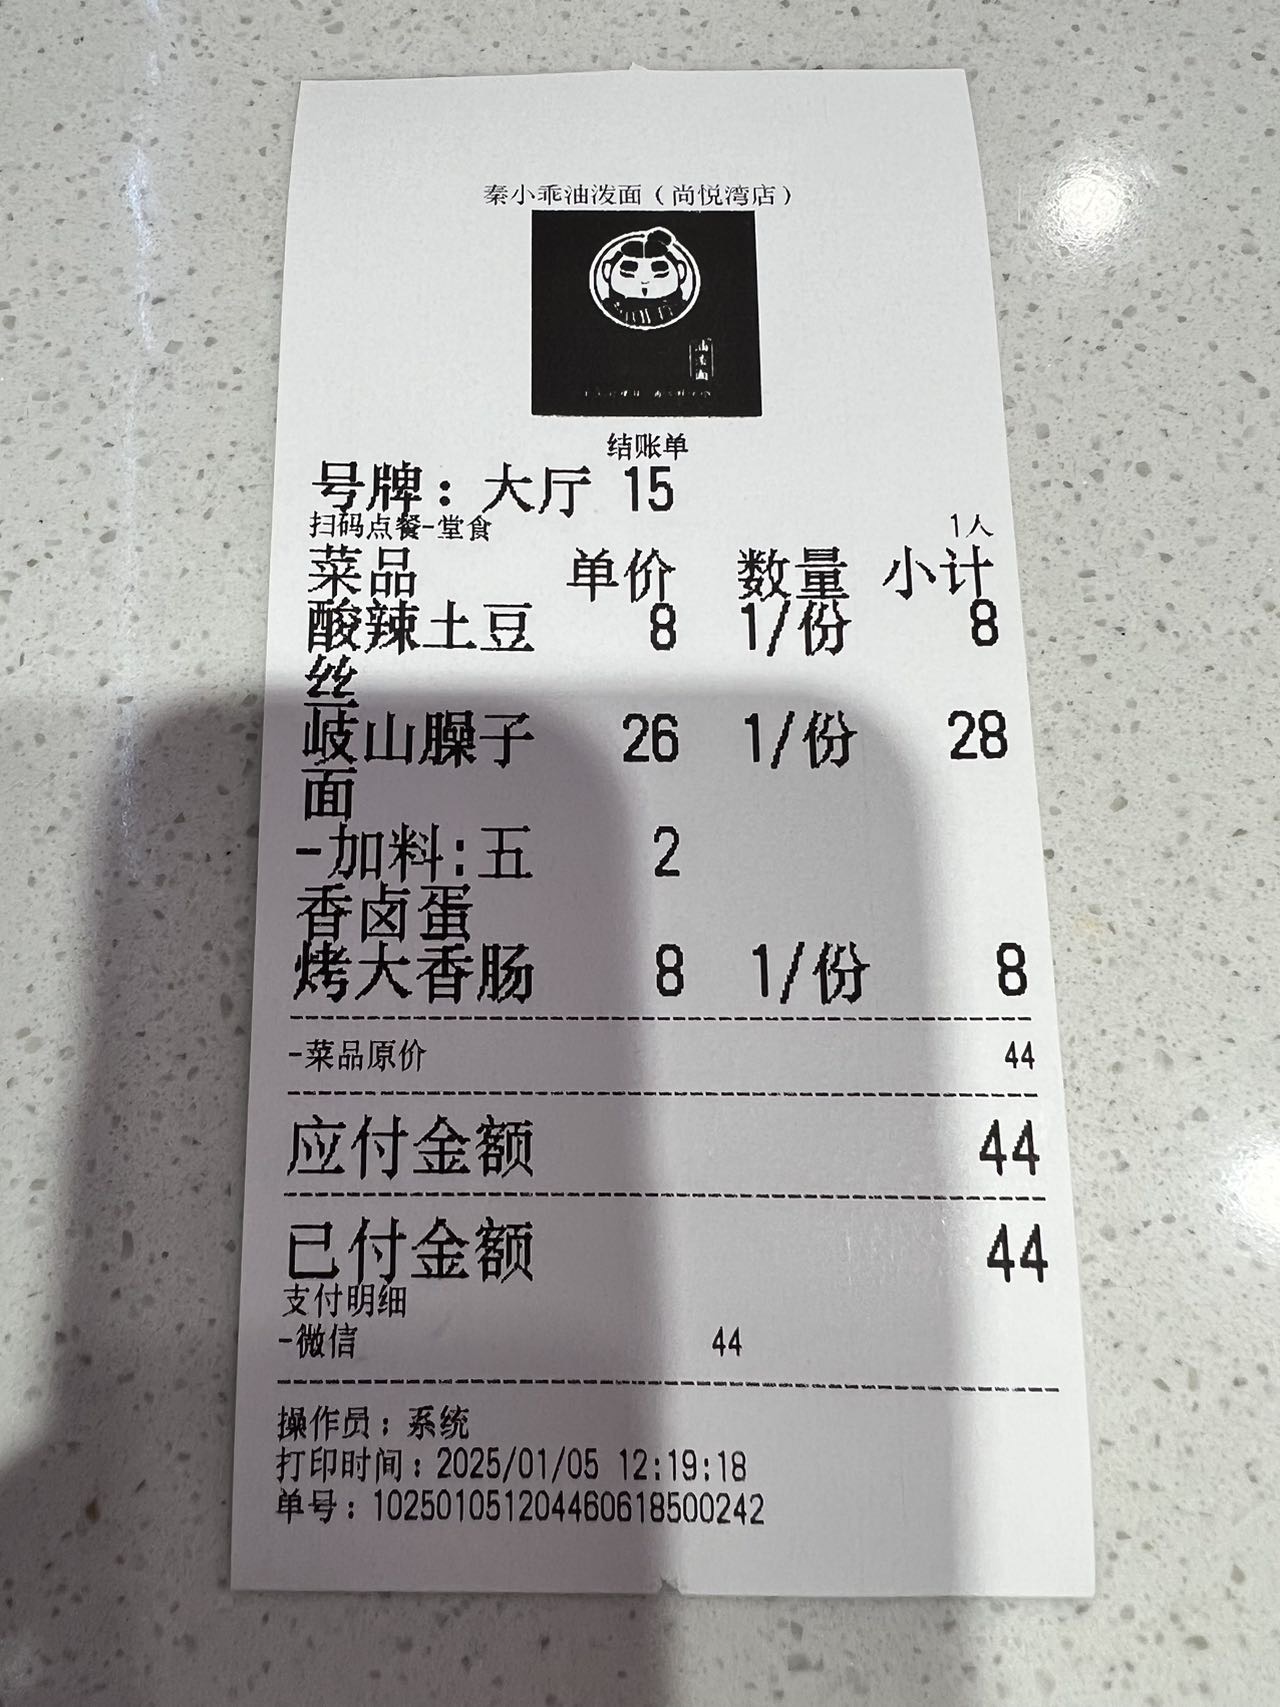 秦小乖油泼面（尚悦湾店）
油泼面
结账单
号牌：大厅 15
扫码点餐-堂食 1人
菜品 单价 数量 小计
酸辣土豆 8 1/份 8
丝
岐山臊子 26 1/份 28
面
-加料:五 2
香卤蛋
烤大香肠 8 1/份 8
-菜品原价 44
应付金额 44
已付金额 44
支付明细
-微信 44
操作员：系统
打印时间：2025/01/05 12:19:18
单号：102501051204460618500242